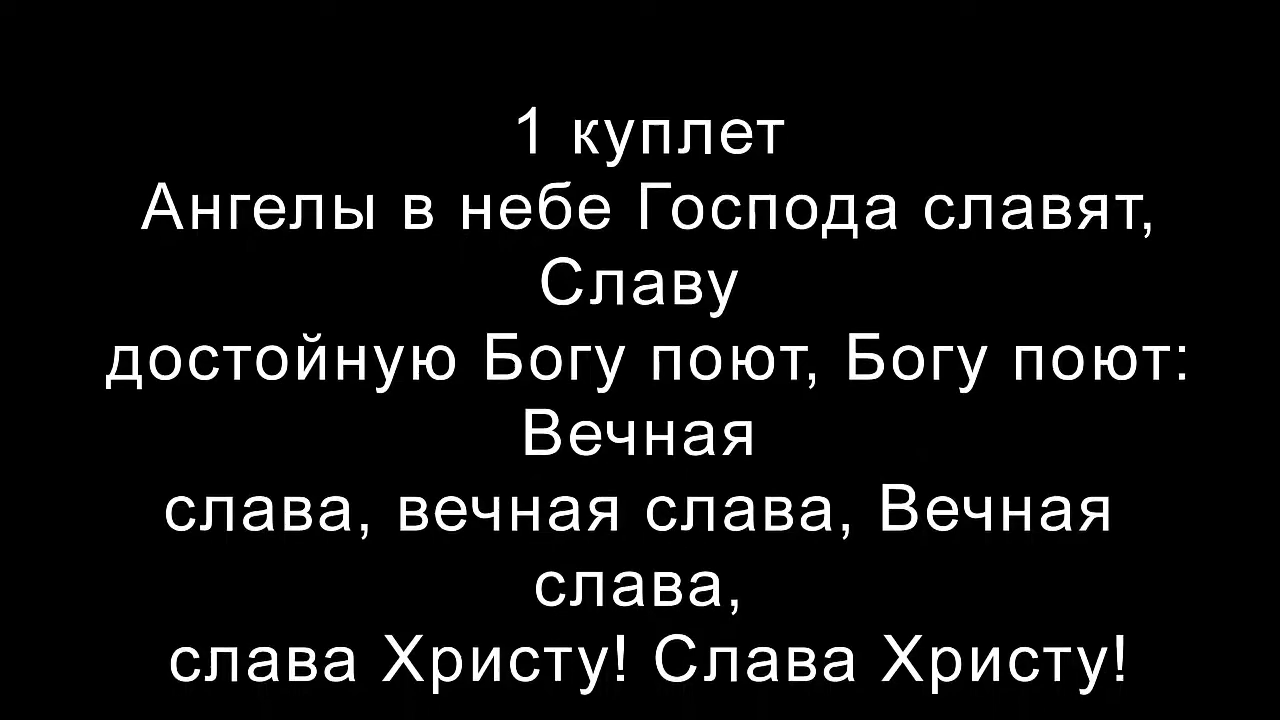 1 куплет
Ангелы в небе Господа славят,
Славу
достойную Богу поют, Богу поют:
Вечная
слава, вечная слава, Вечная
слава,
слава Христу! Слава Христу!